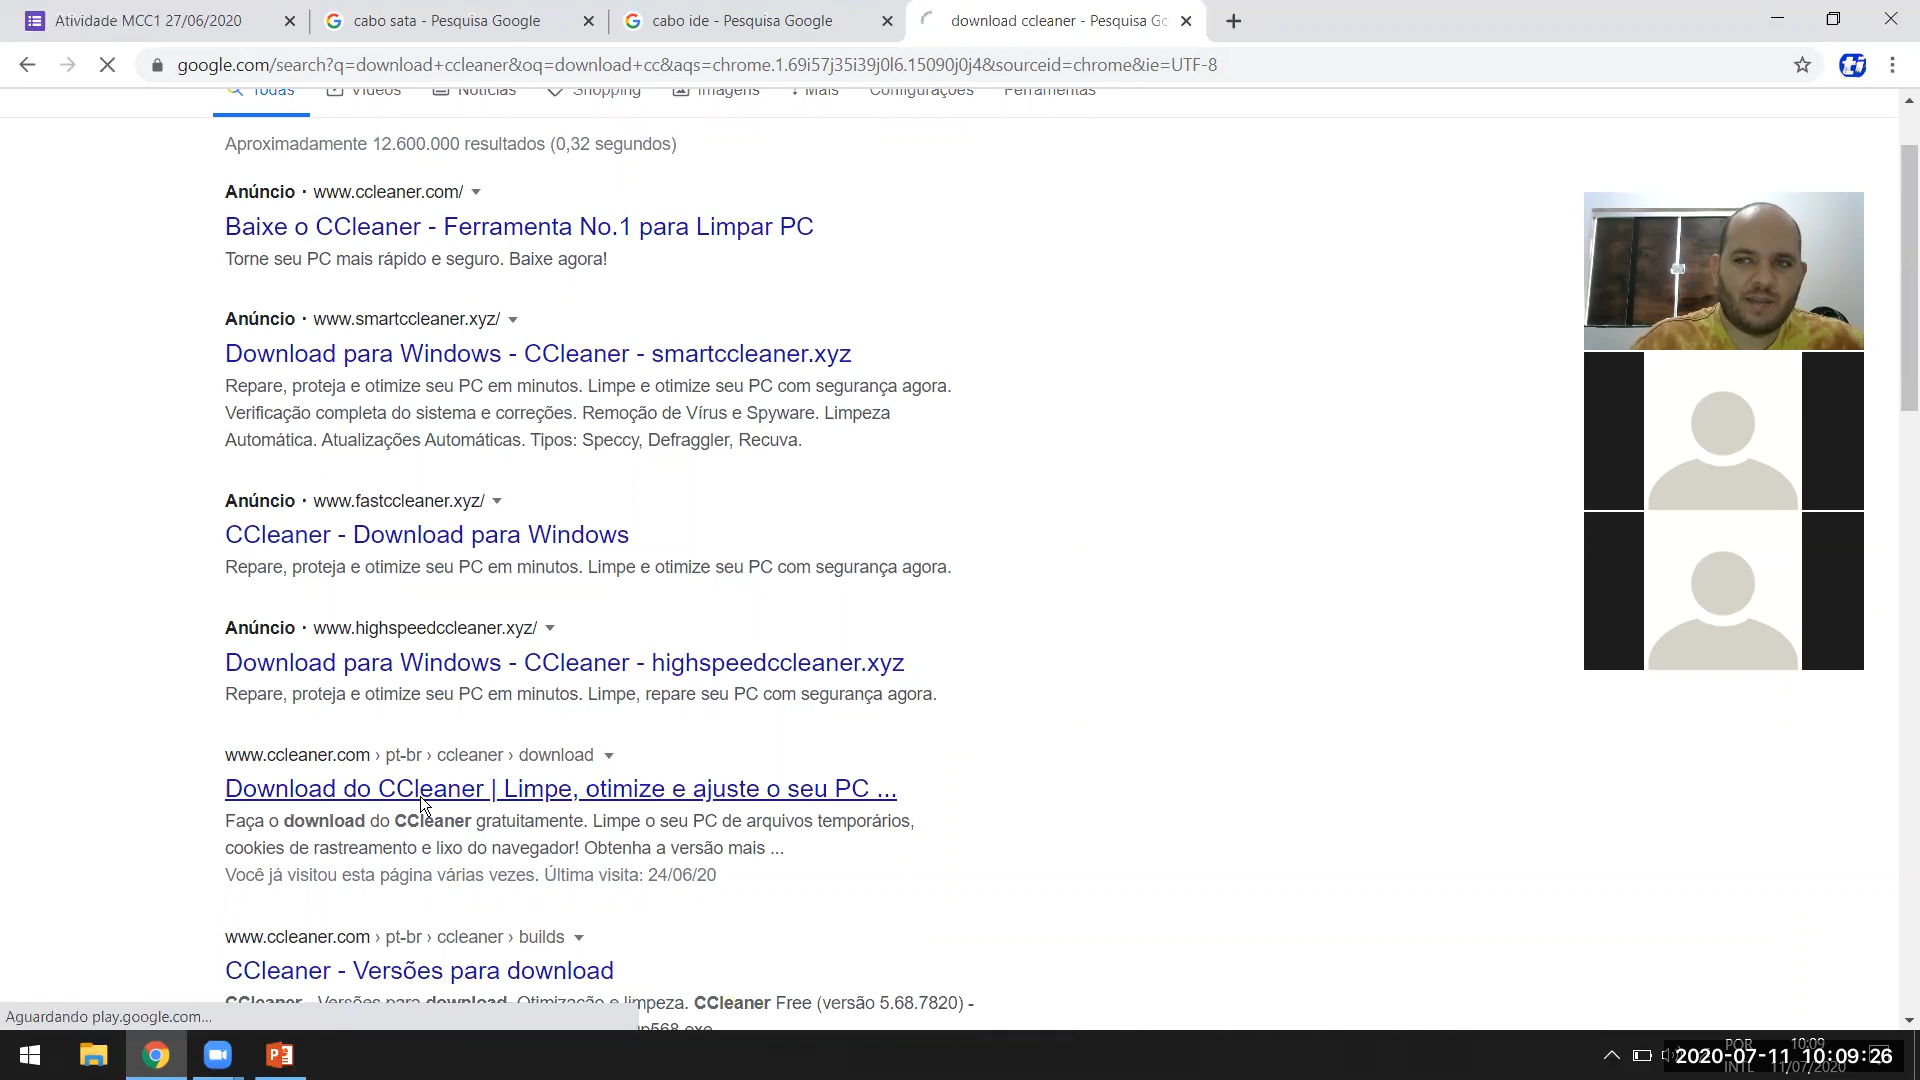 Atividade MCC1 27/06/2020
cabo sata - Pesquisa Google
cabo ide - Pesquisa Google
download ccleaner - Pesquisa Go
google.com/search?q=download+ccleaner&oq=download+cc&aqs=chrome.1.69i57j35i39j0l6.15090j0j4&sourceid=chrome&ie=UTF-8
Todas Vídeos Notícias Shopping Imagens Mais Configurações Ferramentas
Aproximadamente 12.600.000 resultados (0,32 segundos)
Anúncio · www.ccleaner.com/
Baixe o CCleaner - Ferramenta No.1 para Limpar PC
Torne seu PC mais rápido e seguro. Baixe agora!
Anúncio · www.smartccleaner.xyz/
Download para Windows - CCleaner - smartccleaner.xyz
Repare, proteja e otimize seu PC em minutos. Limpe e otimize seu PC com segurança agora.
Verificação completa do sistema e correções. Remoção de Vírus e Spyware. Limpeza
Automática. Atualizações Automáticas. Tipos: Speccy, Defraggler, Recuva.
Anúncio · www.fastccleaner.xyz/
CCleaner - Download para Windows
Repare, proteja e otimize seu PC em minutos. Limpe e otimize seu PC com segurança agora.
Anúncio · www.highspeedccleaner.xyz/
Download para Windows - CCleaner - highspeedccleaner.xyz
Repare, proteja e otimize seu PC em minutos. Limpe, repare seu PC com segurança agora.
www.ccleaner.com › pt-br › ccleaner › download
Download do CCleaner | Limpe, otimize e ajuste o seu PC ...
Faça o download do CCleaner gratuitamente. Limpe o seu PC de arquivos temporários,
cookies de rastreamento e lixo do navegador! Obtenha a versão mais ...
Você já visitou esta página várias vezes. Última visita: 24/06/20
www.ccleaner.com › pt-br › ccleaner › builds
CCleaner - Versões para download
CCleaner - Versões para download. Otimização e limpeza. CCleaner Free (versão 5.68.7820) -
up568.exe
Aguardando play.google.com...
POR
INTL
10:09
11/07/2020
2020-07-11 10:09:26